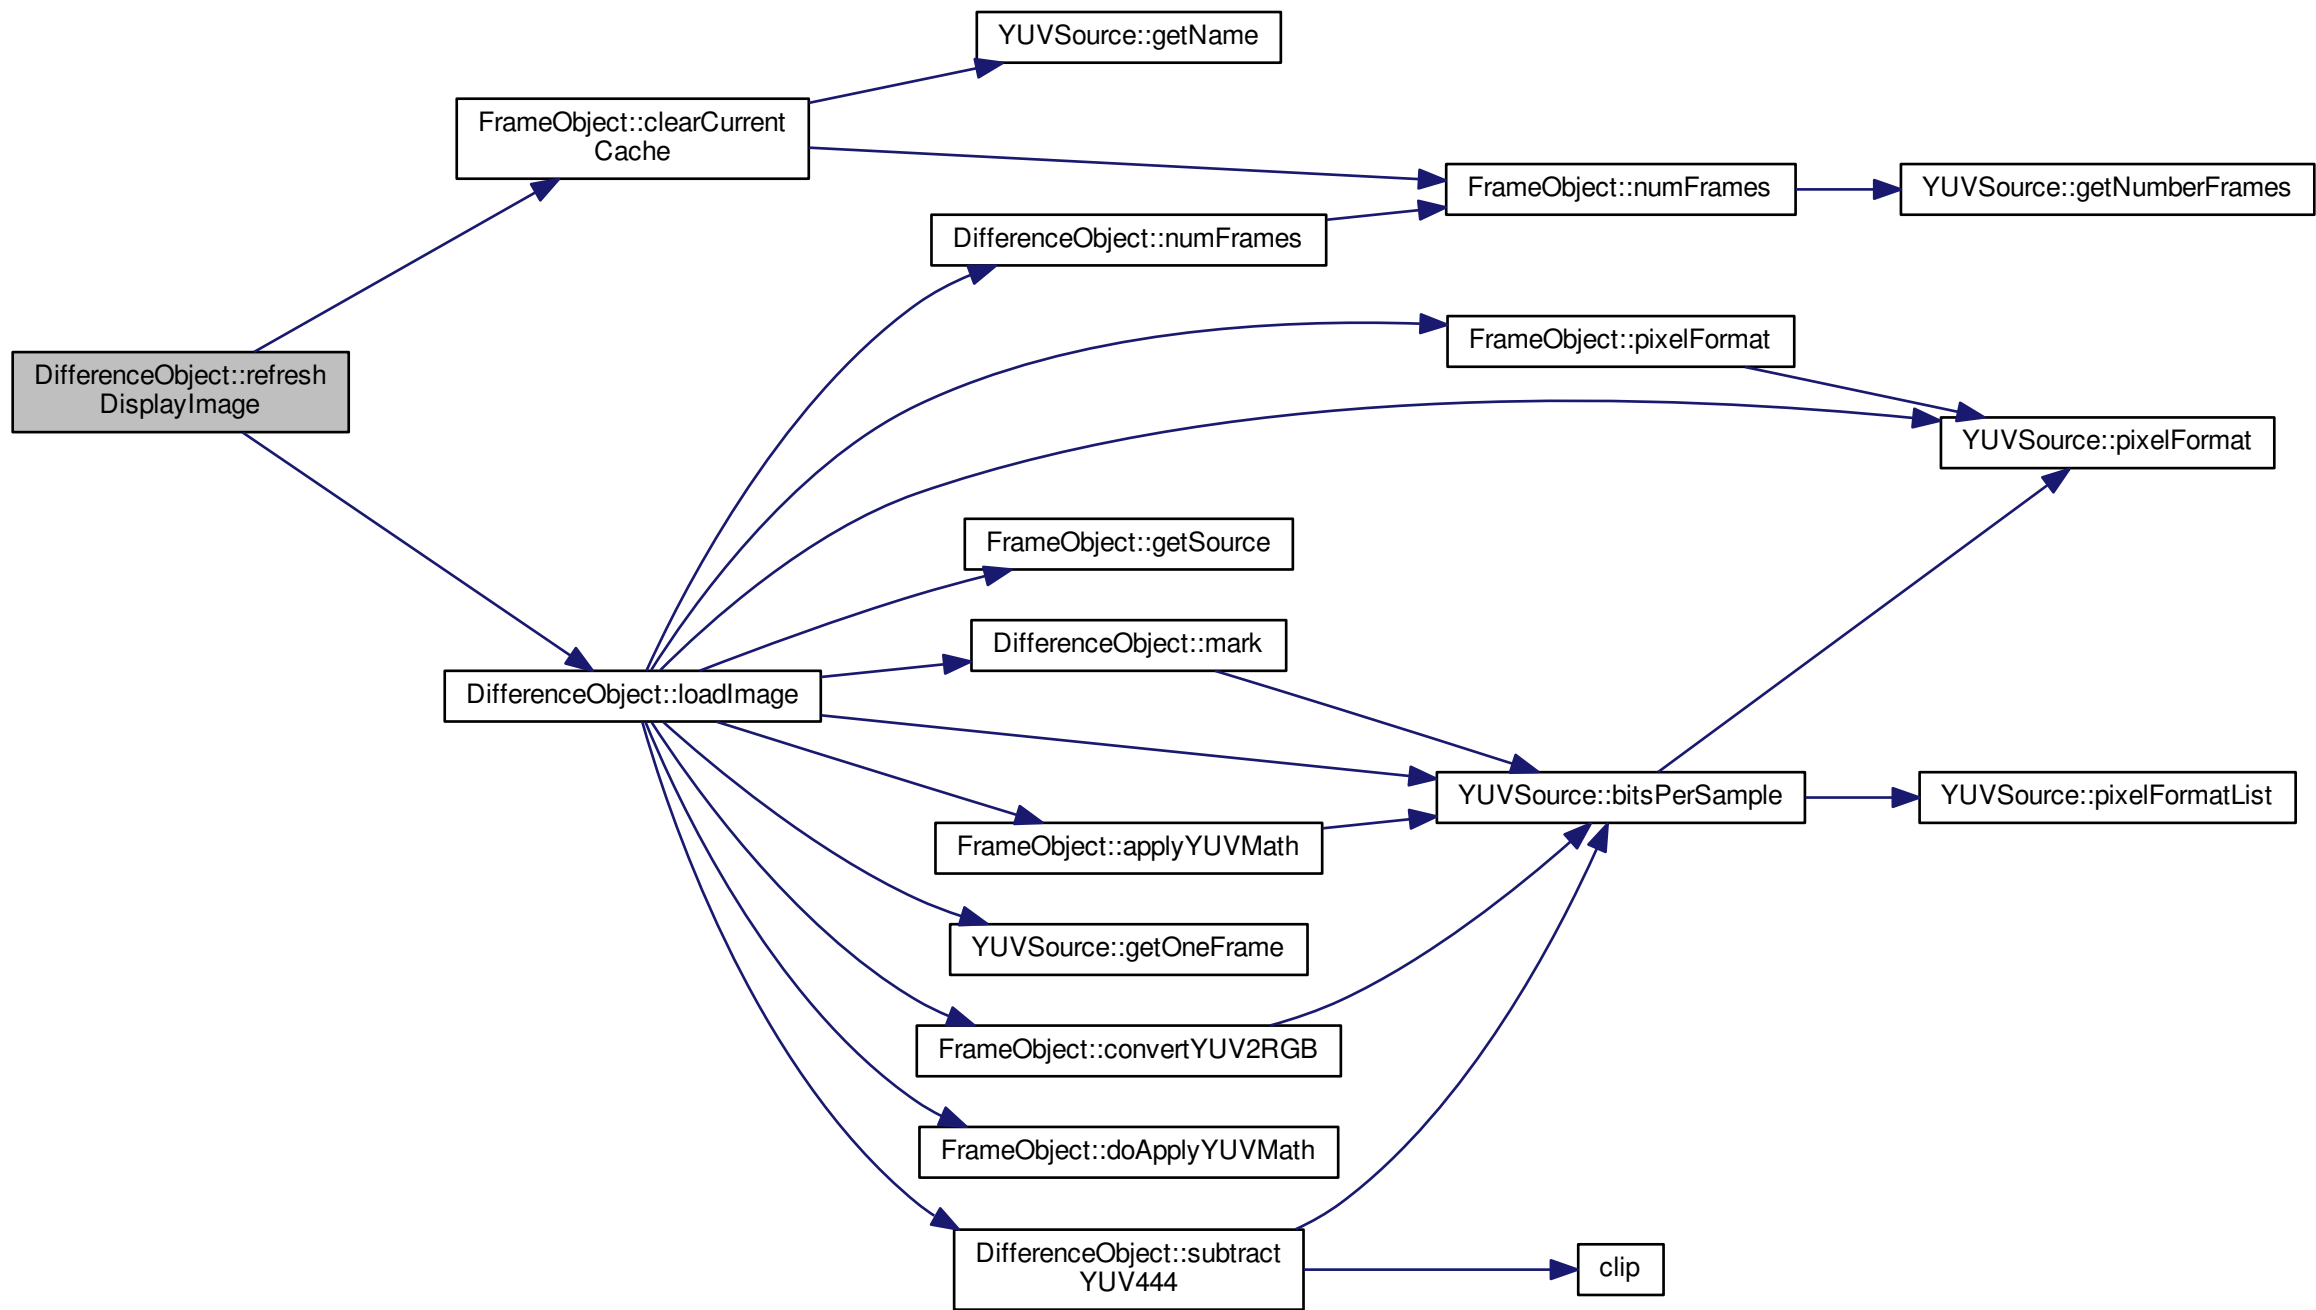 YUVSource::getName
FrameObject::clearCurrent
Cache
FrameObject::numFrames
YUVSource::getNumberFrames
DifferenceObject::numFrames
FrameObject::pixelFormat
DifferenceObject::refresh
DisplayImage
YUVSource::pixelFormat
FrameObject::getSource
DifferenceObject::mark
DifferenceObject::loadImage
YUVSource::bitsPerSample
YUVSource::pixelFormatList
FrameObject::applyYUVMath
YUVSource::getOneFrame
FrameObject::convertYUV2RGB
FrameObject::doApplyYUVMath
DifferenceObject::subtract
YUV444
clip